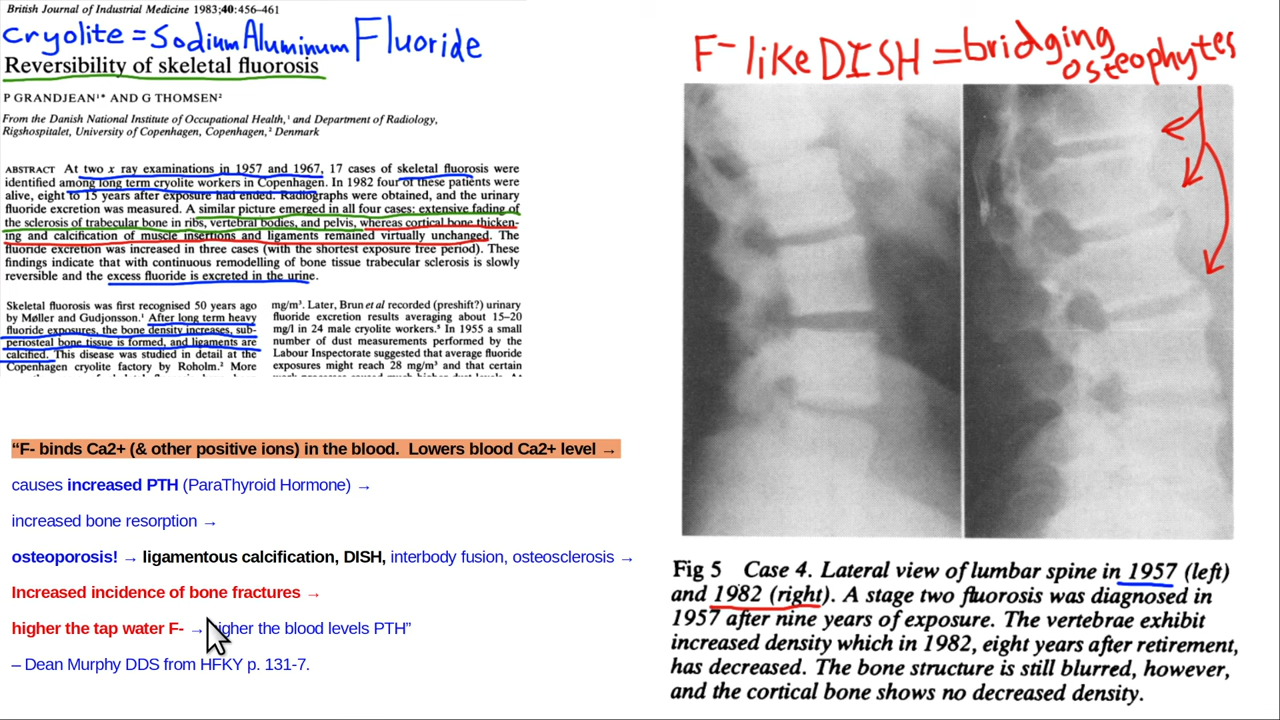 British Journal of Industrial Medicine 1983;40:456–461
cryolite = Sodium Aluminum Fluoride
Reversibility of skeletal fluorosis
P GRANDJEAN¹* AND G THOMSEN²
From the Danish National Institute of Occupational Health,¹ and Department of Radiology,
Rigshospitalet, University of Copenhagen, Copenhagen,² Denmark
ABSTRACT At two x ray examinations in 1957 and 1967, 17 cases of skeletal fluorosis were
identified among long term cryolite workers in Copenhagen. In 1982 four of these patients were
alive, eight to 15 years after exposure had ended. Radiographs were obtained, and the urinary
fluoride excretion was measured. A similar picture emerged in all four cases: extensive fading of
the sclerosis of trabecular bone in ribs, vertebral bodies, and pelvis, whereas cortical bone thicken-
ing and calcification of muscle insertions and ligaments remained virtually unchanged. The
fluoride excretion was increased in three cases (with the shortest exposure free period). These
findings indicate that with continuous remodelling of bone tissue trabecular sclerosis is slowly
reversible and the excess fluoride is excreted in the urine.
Skeletal fluorosis was first recognised 50 years ago
by Møller and Gudjonsson.¹ After long term heavy
fluoride exposures, the bone density increases, sub-
periosteal bone tissue is formed, and ligaments are
calcified. This disease was studied in detail at the
Copenhagen cryolite factory by Roholm.² More
mg/m³. Later, Brun et al recorded (preshift?) urinary
fluoride excretion results averaging about 15–20
mg/l in 24 male cryolite workers.⁵ In 1955 a small
number of dust measurements performed by the
Labour Inspectorate suggested that average fluoride
exposures might reach 28 mg/m³ and that certain
“F- binds Ca2+ (& other positive ions) in the blood. Lowers blood Ca2+ level →
causes increased PTH (ParaThyroid Hormone) →
increased bone resorption →
osteoporosis! → ligamentous calcification, DISH, interbody fusion, osteosclerosis →
Increased incidence of bone fractures →
higher the tap water F- → higher the blood levels PTH”
– Dean Murphy DDS from HFKY p. 131-7.
F- like DISH = bridging
osteophytes
Fig 5 Case 4. Lateral view of lumbar spine in 1957 (left)
and 1982 (right). A stage two fluorosis was diagnosed in
1957 after nine years of exposure. The vertebrae exhibit
increased density which in 1982, eight years after retirement,
has decreased. The bone structure is still blurred, however,
and the cortical bone shows no decreased density.